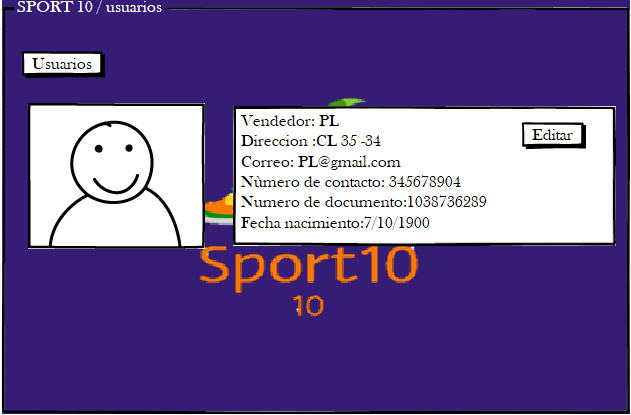 SPORT 10 / usuarios
Usuarios
Vendedor: PL
Editar
Direccion :CL 35 -34
Correo: PL@gmail.com
Nùmero de contacto: 345678904
Numero de documento:1038736289
Fecha nacimiento:7/10/1900
Sport10
10